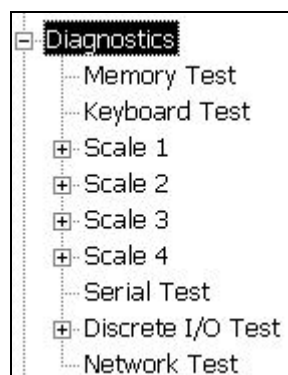 Diagnostics
Memory Test
Keyboard Test
Scale 1
Scale 2
Scale 3
Scale 4
Serial Test
Discrete I/O Test
Network Test